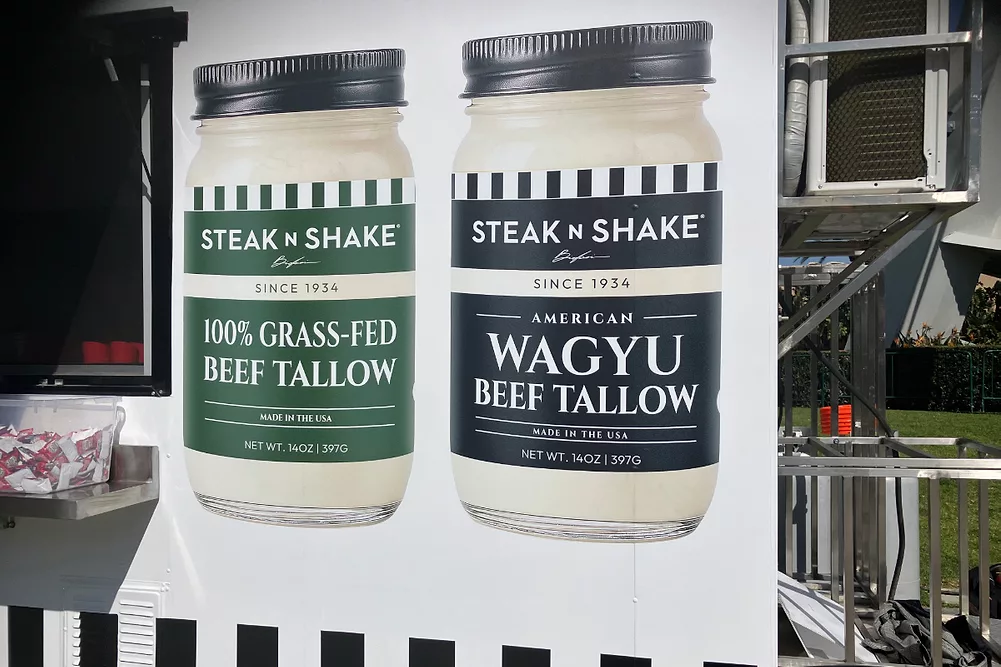 STEAK N SHAKE®
SINCE 1934
100% GRASS-FED
BEEF TALLOW
MADE IN THE USA
NET WT. 14OZ | 397G
STEAK N SHAKE®
SINCE 1934
AMERICAN
WAGYU
BEEF TALLOW
MADE IN THE USA
NET WT. 14OZ | 397G